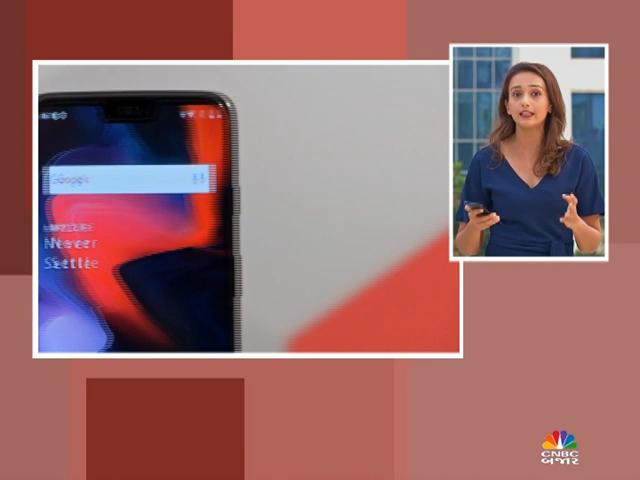 Google
Never
Settle
CNBC
બજાર